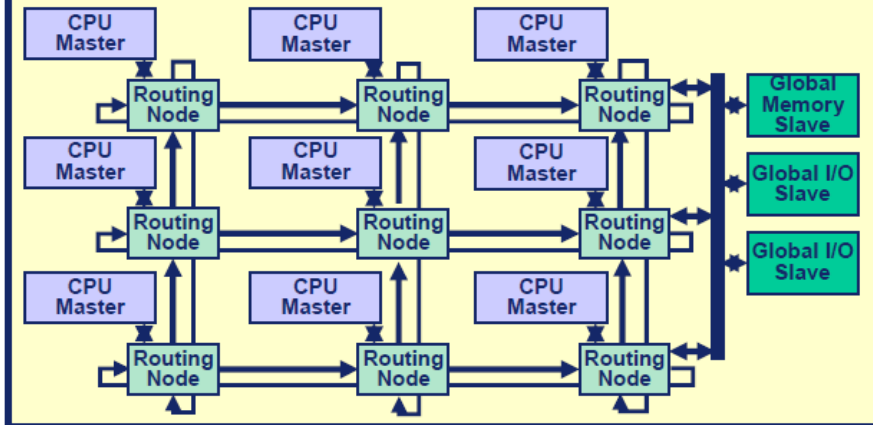 CPU
Master
CPU
Master
CPU
Master
Routing
Node
Routing
Node
Routing
Node
Global
Memory
Slave
CPU
Master
CPU
Master
CPU
Master
Global I/O
Slave
Routing
Node
Routing
Node
Routing
Node
Global I/O
Slave
CPU
Master
CPU
Master
CPU
Master
Routing
Node
Routing
Node
Routing
Node